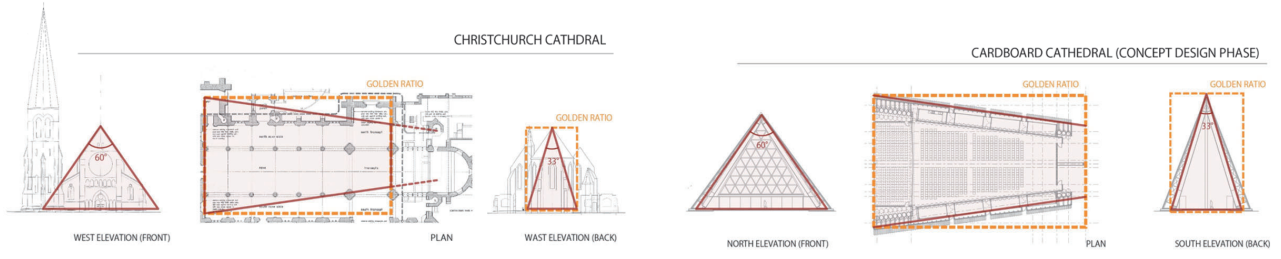 CHRISTCHURCH CATHDRAL
GOLDEN RATIO
GOLDEN RATIO
60°
33°
WEST ELEVATION (FRONT)
PLAN
WAST ELEVATION (BACK)
CARDBOARD CATHEDRAL (CONCEPT DESIGN PHASE)
GOLDEN RATIO
GOLDEN RATIO
60°
33°
NORTH ELEVATION (FRONT)
PLAN
SOUTH ELEVATION (BACK)